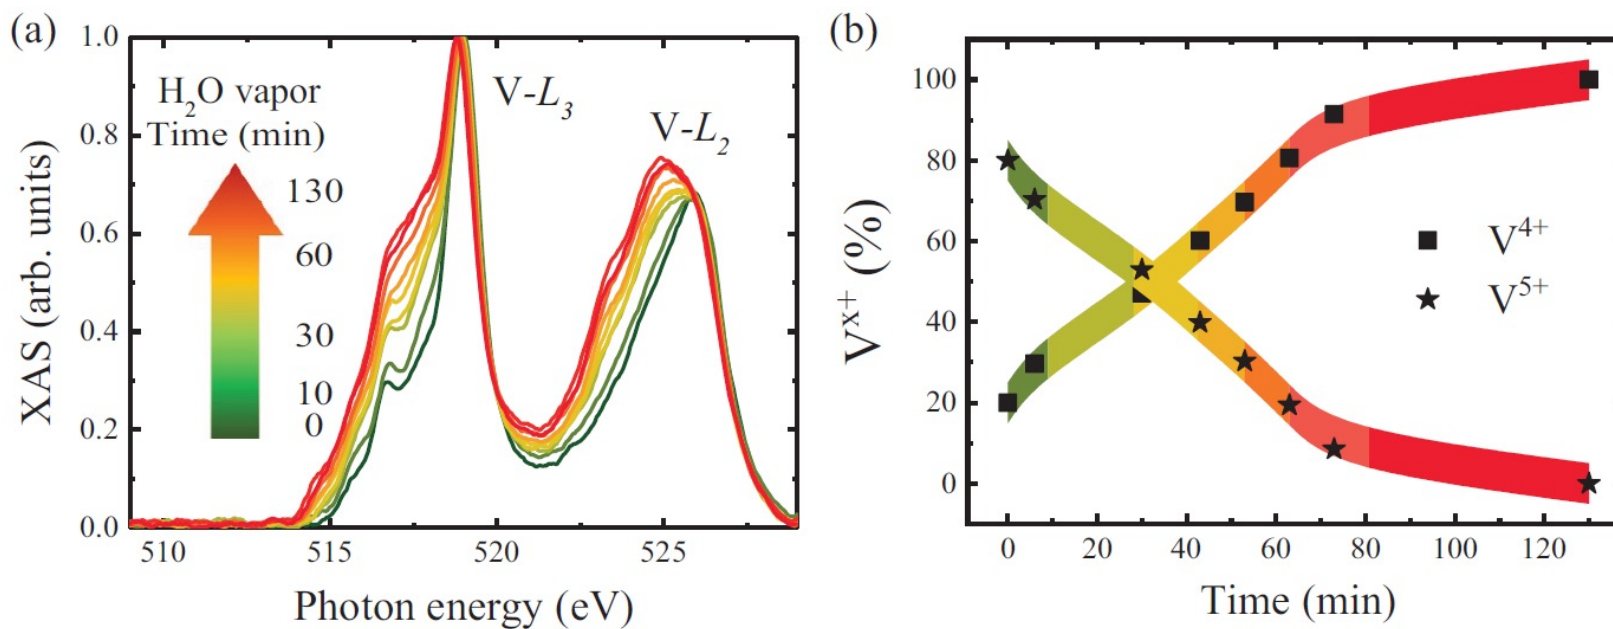 (a)
1.0
0.8
0.6
0.4
0.2
0.0
XAS (arb. units)
H₂O vapor
Time (min)
130
60
30
10
0
V-L₃
V-L₂
510
515
520
525
Photon energy (eV)
(b)
100
80
60
40
20
0
Vˣ⁺ (%)
V⁴⁺
V⁵⁺
0
20
40
60
80
100
120
Time (min)